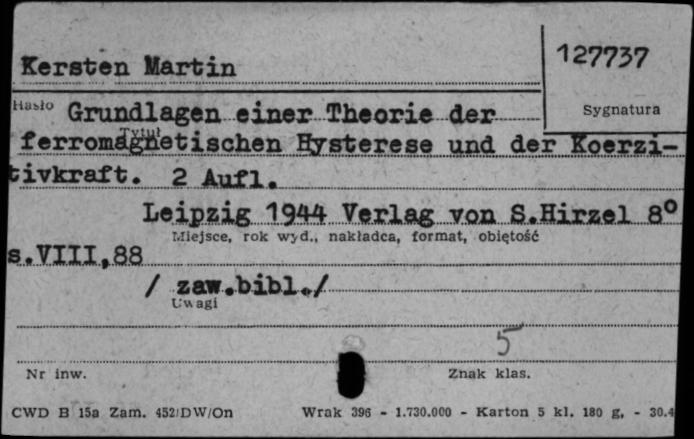 Kersten Martin
127737
Hasło
Sygnatura
Grundlagen einer Theorie der
Tytuł
ferromagnetischen Hysterese und der Koerzi-
tivkraft. 2 Aufl.
Leipzig 1944 Verlag von S.Hirzel 8º
Miejsce, rok wyd., nakładca, format, objętość
s.VIII,88
/ zaw.bibl./
Uwagi
5
Nr inw.
Znak klas.
CWD B 15a Zam. 452/DW/On Wrak 396 - 1.730.000 - Karton 5 kl. 180 g, - 30.4